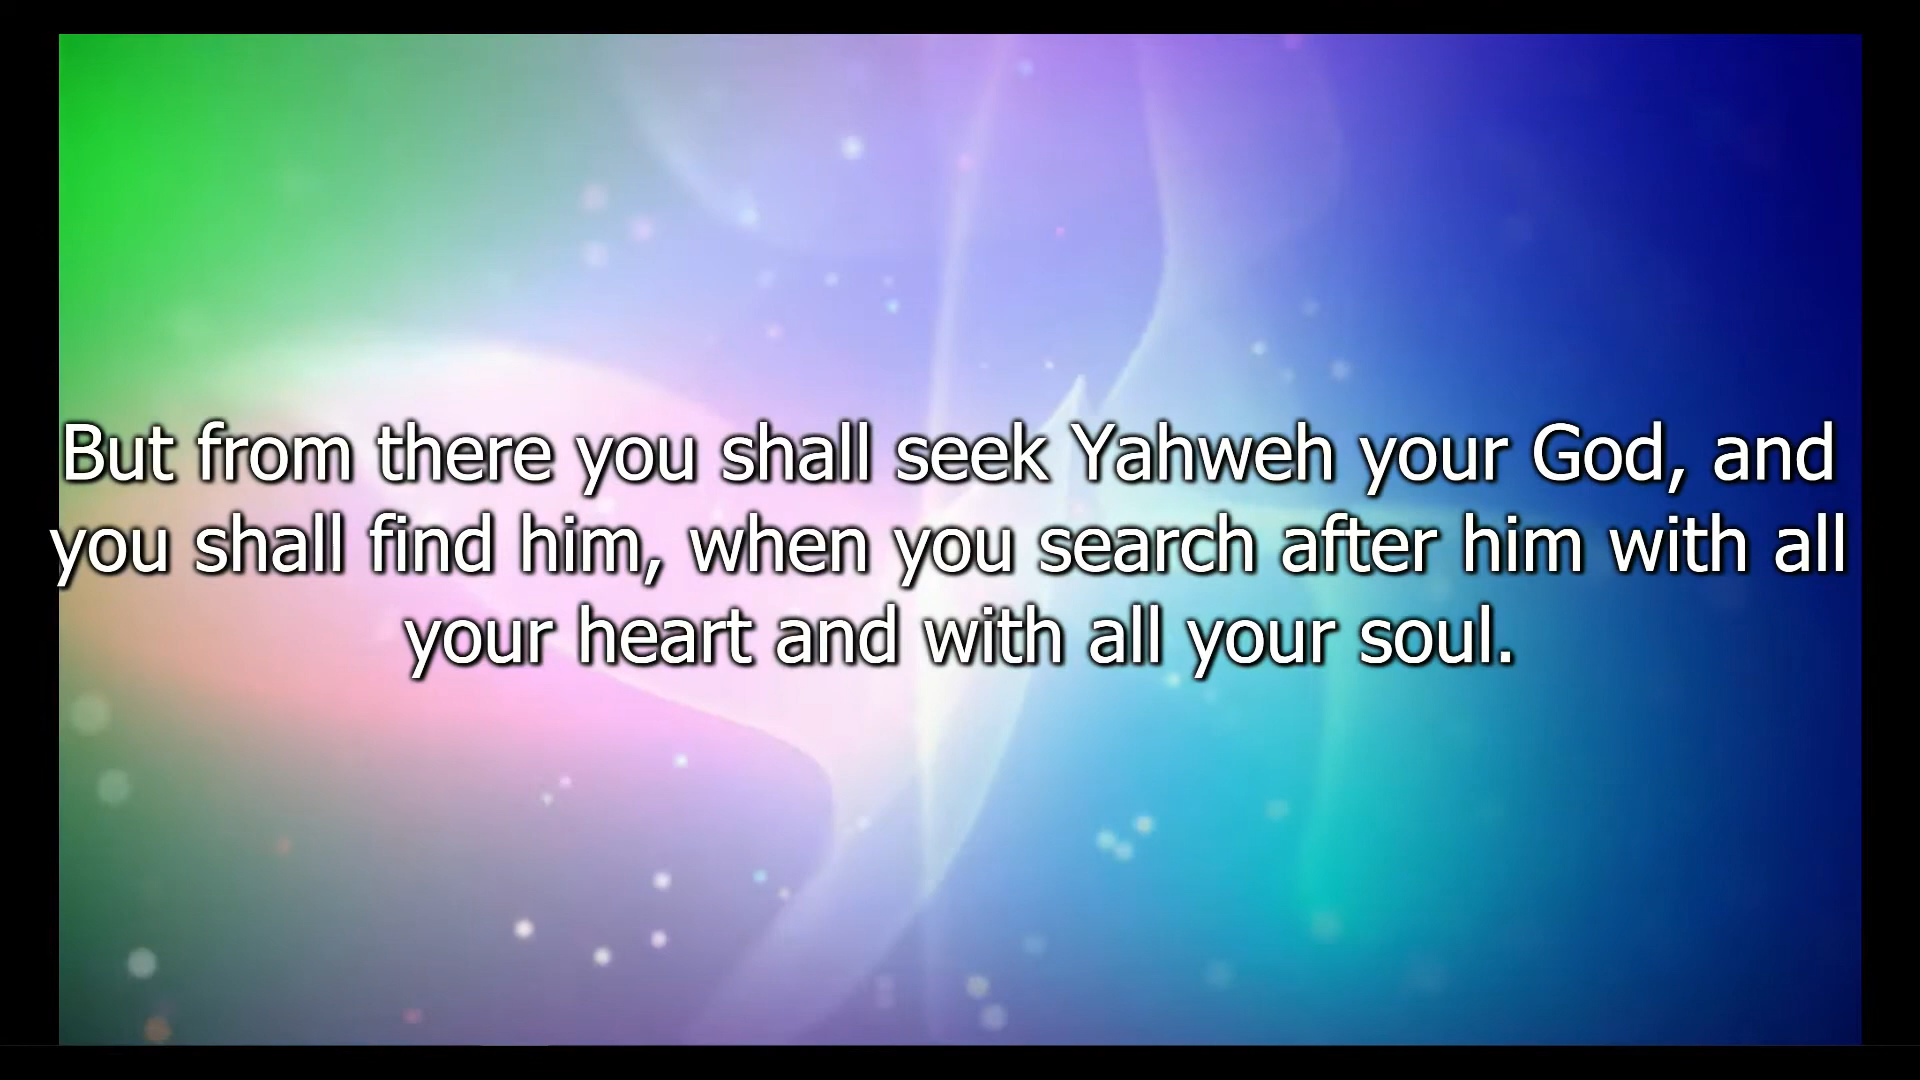 But from there you shall seek Yahweh your God, and
you shall find him, when you search after him with all
your heart and with all your soul.